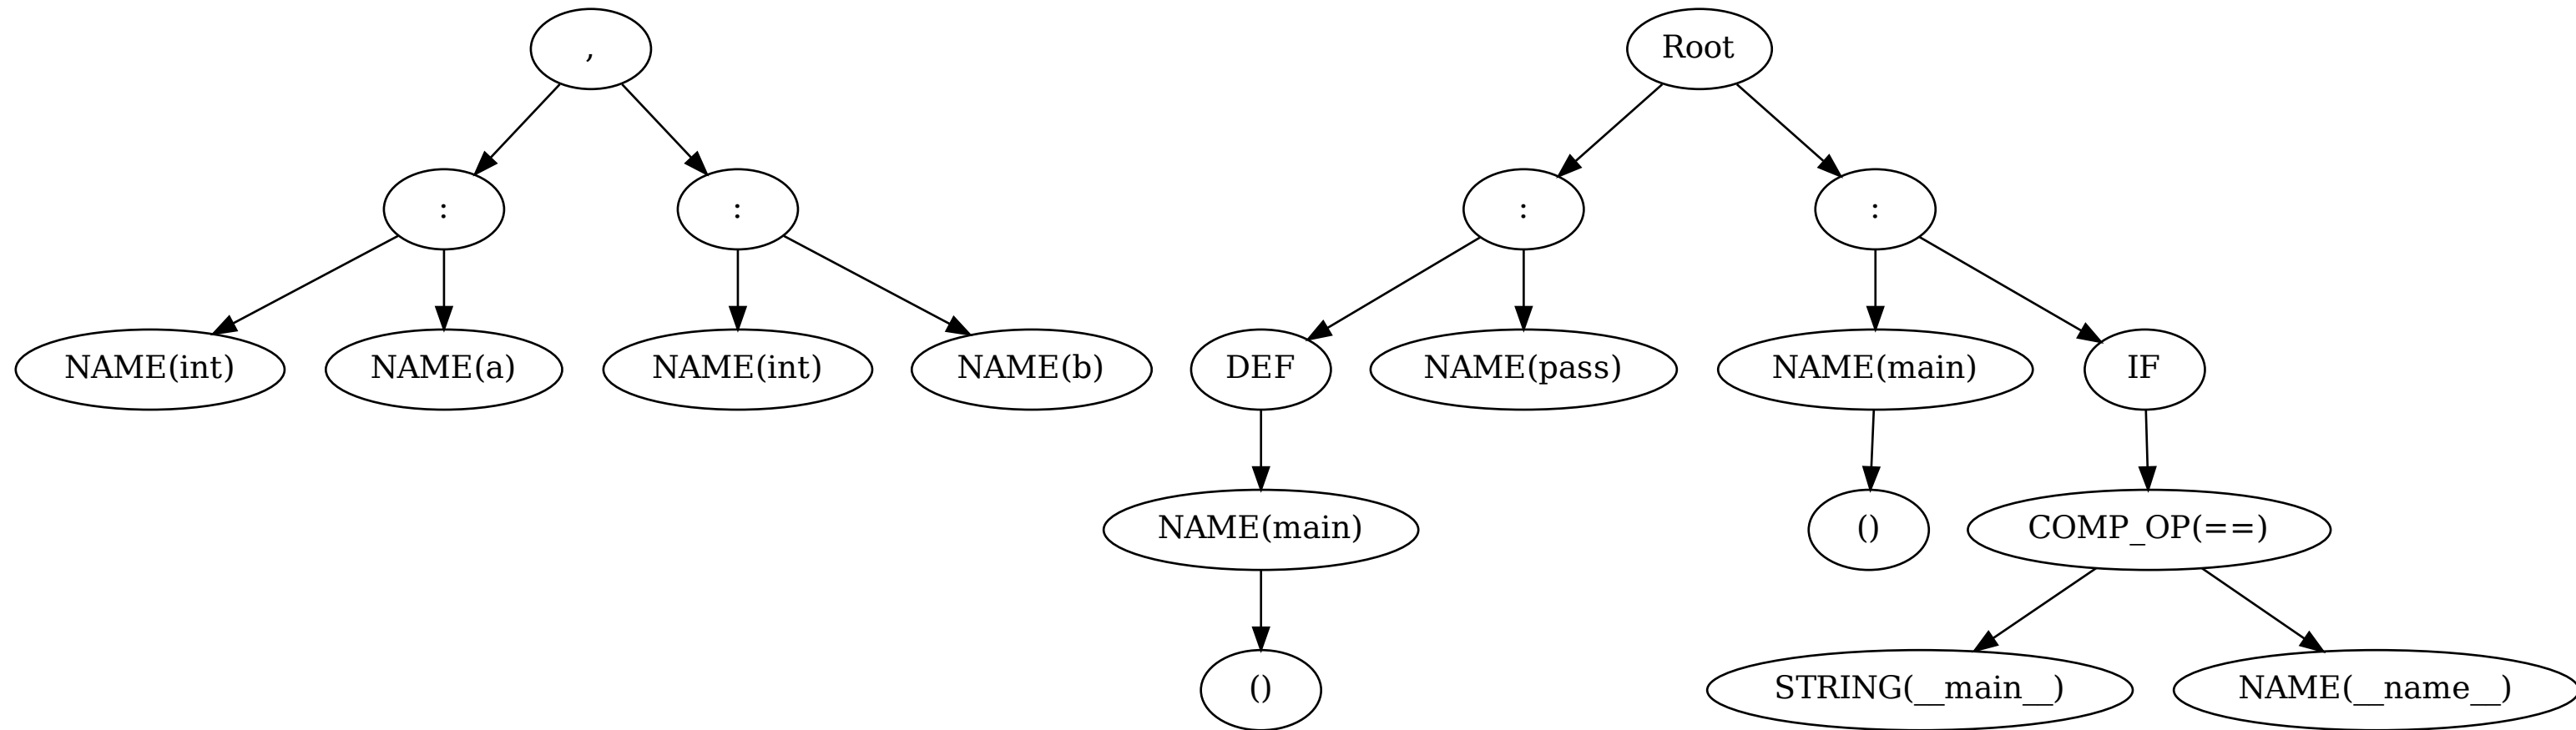 ,
Root
:
:
:
:
NAME(int)
NAME(a)
NAME(int)
NAME(b)
DEF
NAME(pass)
NAME(main)
IF
NAME(main)
()
COMP_OP(==)
()
STRING(__main__)
NAME(__name__)